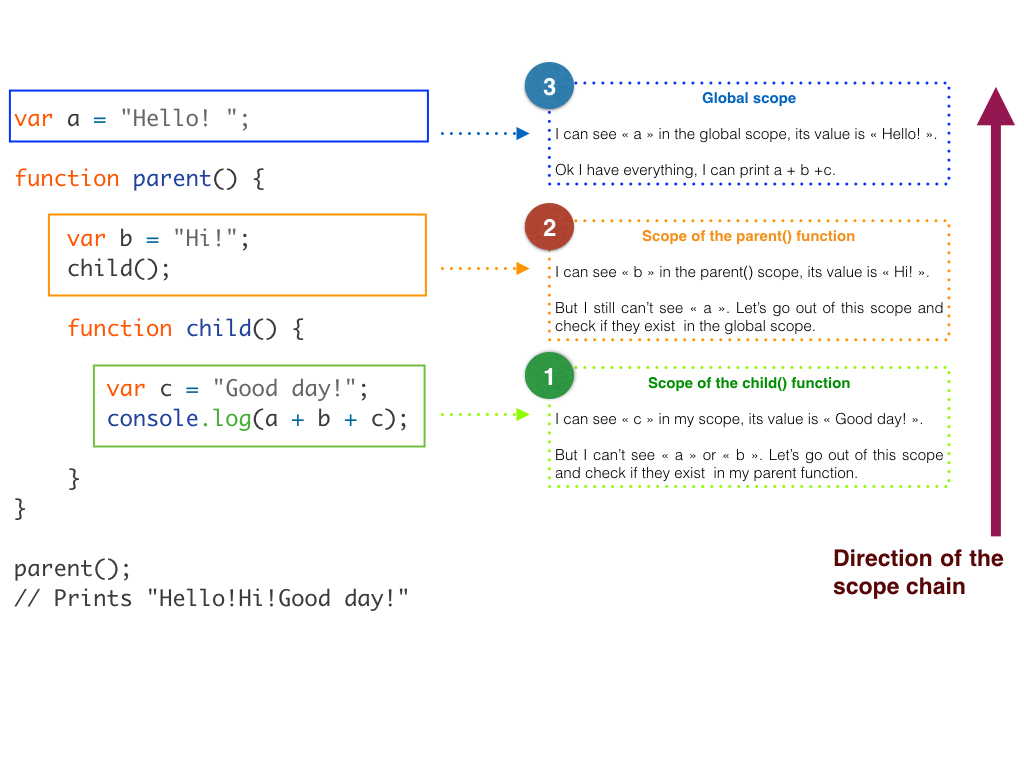 var a = "Hello! ";
function parent() {
var b = "Hi!";
child();
function child() {
var c = "Good day!";
console.log(a + b + c);
}
}
parent();
// Prints "Hello!Hi!Good day!"
3
Global scope
I can see « a » in the global scope, its value is « Hello! ».
Ok I have everything, I can print a + b +c.
2
Scope of the parent() function
I can see « b » in the parent() scope, its value is « Hi! ».
But I still can't see « a ». Let's go out of this scope and
check if they exist  in the global scope.
1
Scope of the child() function
I can see « c » in my scope, its value is « Good day! ».
But I can't see « a » or « b ». Let's go out of this scope
and check if they exist  in my parent function.
Direction of the
scope chain